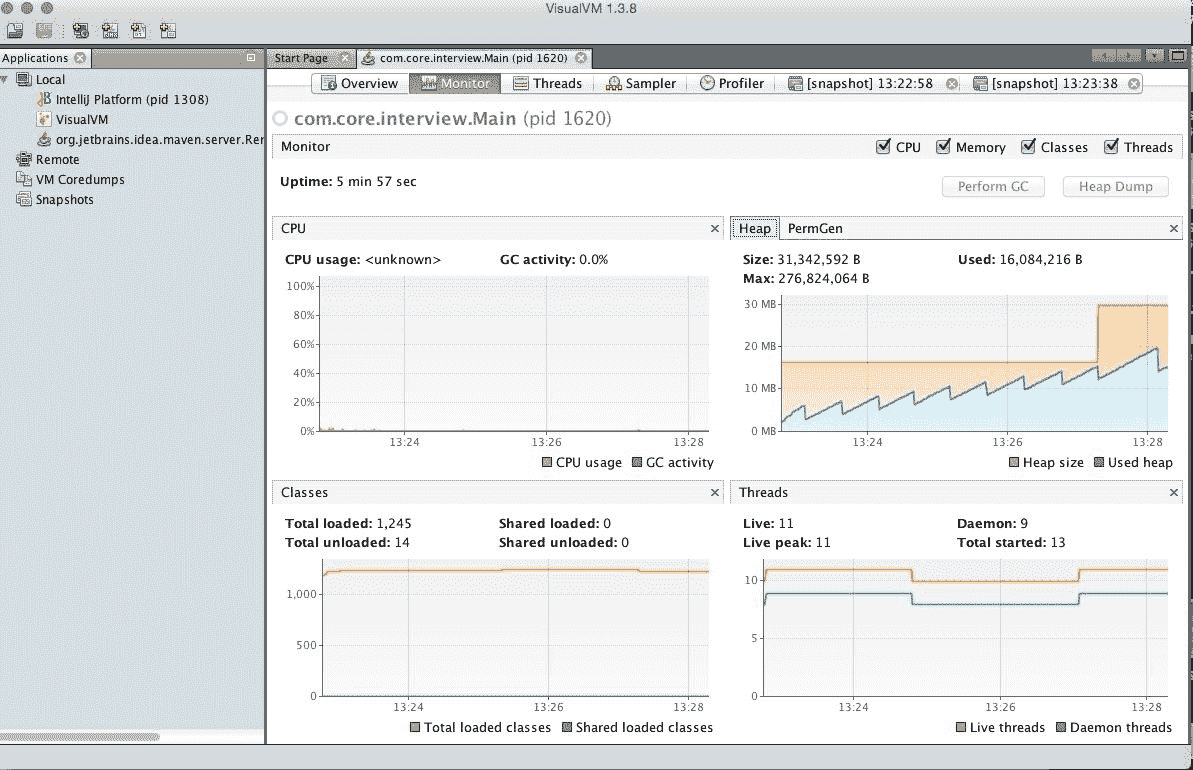 VisualVM 1.3.8
Applications
Start Page
com.core.interview.Main (pid 1620)
Local
IntelliJ Platform (pid 1308)
VisualVM
org.jetbrains.idea.maven.server.Rer
Remote
VM Coredumps
Snapshots
Overview Monitor Threads Sampler Profiler [snapshot] 13:22:58 [snapshot] 13:23:38
com.core.interview.Main (pid 1620)
Monitor
CPU Memory Classes Threads
Uptime: 5 min 57 sec
Perform GC Heap Dump
CPU
CPU usage: <unknown> GC activity: 0.0%
100%
80%
60%
40%
20%
0%
13:24 13:26 13:28
CPU usage GC activity
Heap PermGen
Size: 31,342,592 B Used: 16,084,216 B
Max: 276,824,064 B
30 MB
20 MB
10 MB
0 MB
13:24 13:26 13:28
Heap size Used heap
Classes
Total loaded: 1,245 Shared loaded: 0
Total unloaded: 14 Shared unloaded: 0
1,000
500
0
13:24 13:26 13:28
Total loaded classes Shared loaded classes
Threads
Live: 11 Daemon: 9
Live peak: 11 Total started: 13
10
5
0
13:24 13:26 13:28
Live threads Daemon threads